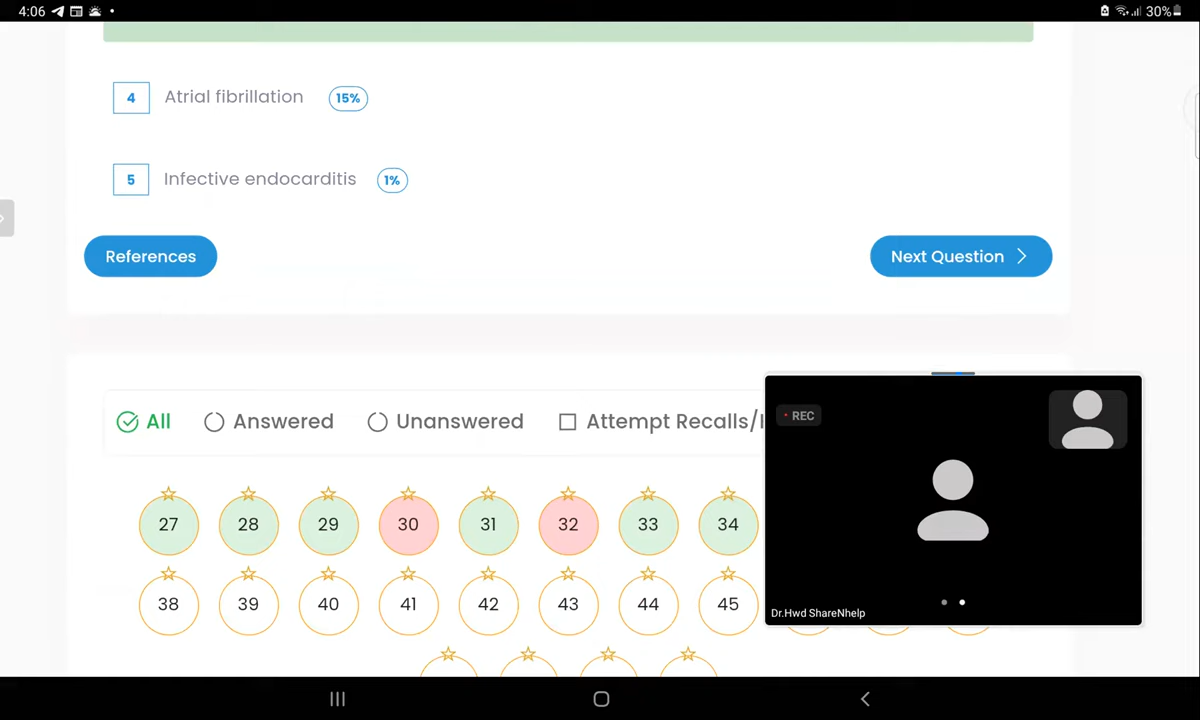 4:06 30%
4 Atrial fibrillation 15%
5 Infective endocarditis 1%
References Next Question
All Answered Unanswered Attempt Recalls/
REC
27 28 29 30 31 32 33 34
38 39 40 41 42 43 44 45
Dr.Hwd ShareNhelp